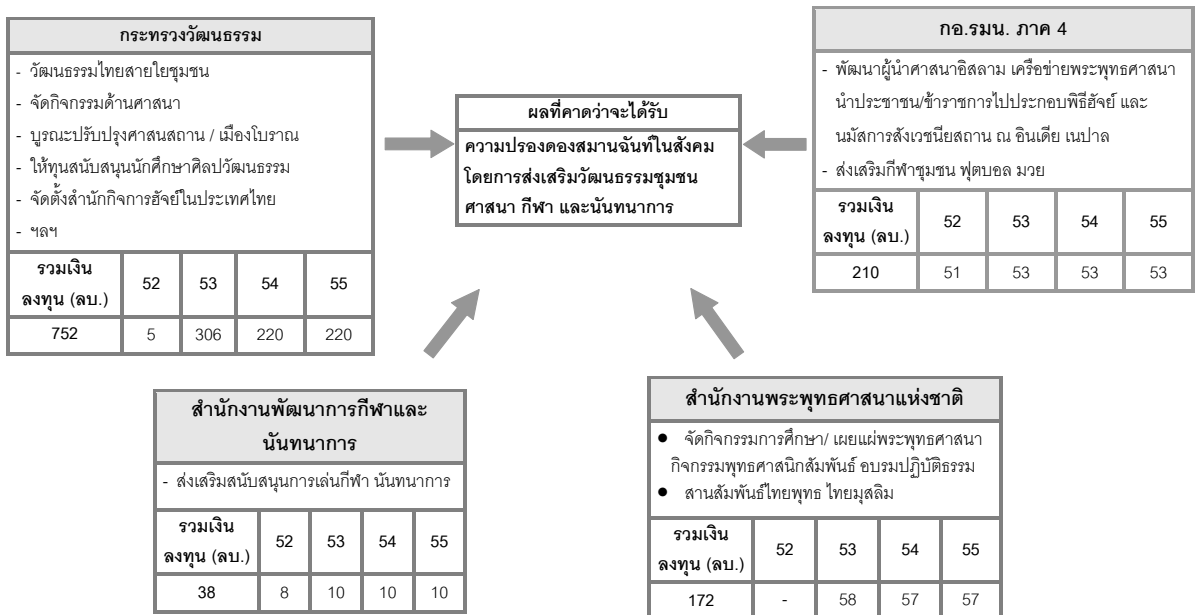 กระทรวงวัฒนธรรม
- วัฒนธรรมไทยสายใยชุมชน
- จัดกิจกรรมด้านศาสนา
- บูรณะปรับปรุงศาสนสถาน / เมืองโบราณ
- ให้ทุนสนับสนุนนักศึกษาศิลปวัฒนธรรม
- จัดตั้งสำนักกิจการฮัจย์ในประเทศไทย
- ฯลฯ
รวมเงิน
ลงทุน (ลบ.) 52 53 54 55
752 5 306 220 220
ผลที่คาดว่าจะได้รับ
ความปรองดองสมานฉันท์ในสังคม
โดยการส่งเสริมวัฒนธรรมชุมชน
ศาสนา กีฬา และนันทนาการ
กอ.รมน. ภาค 4
- พัฒนาผู้นำศาสนาอิสลาม เครือข่ายพระพุทธศาสนา
นำประชาชน/ข้าราชการไปประกอบพิธีฮัจย์ และ
นมัสการสังเวชนียสถาน ณ อินเดีย เนปาล
- ส่งเสริมกีฬาชุมชน ฟุตบอล มวย
รวมเงิน
ลงทุน (ลบ.) 52 53 54 55
210 51 53 53 53
สำนักงานพัฒนาการกีฬาและ
นันทนาการ
- ส่งเสริมสนับสนุนการเล่นกีฬา นันทนาการ
รวมเงิน
ลงทุน (ลบ.) 52 53 54 55
38 8 10 10 10
สำนักงานพระพุทธศาสนาแห่งชาติ
● จัดกิจกรรมการศึกษา/ เผยแผ่พระพุทธศาสนา
กิจกรรมพุทธศาสนิกสัมพันธ์ อบรมปฏิบัติธรรม
● สานสัมพันธ์ไทยพุทธ ไทยมุสลิม
รวมเงิน
ลงทุน (ลบ.) 52 53 54 55
172 - 58 57 57